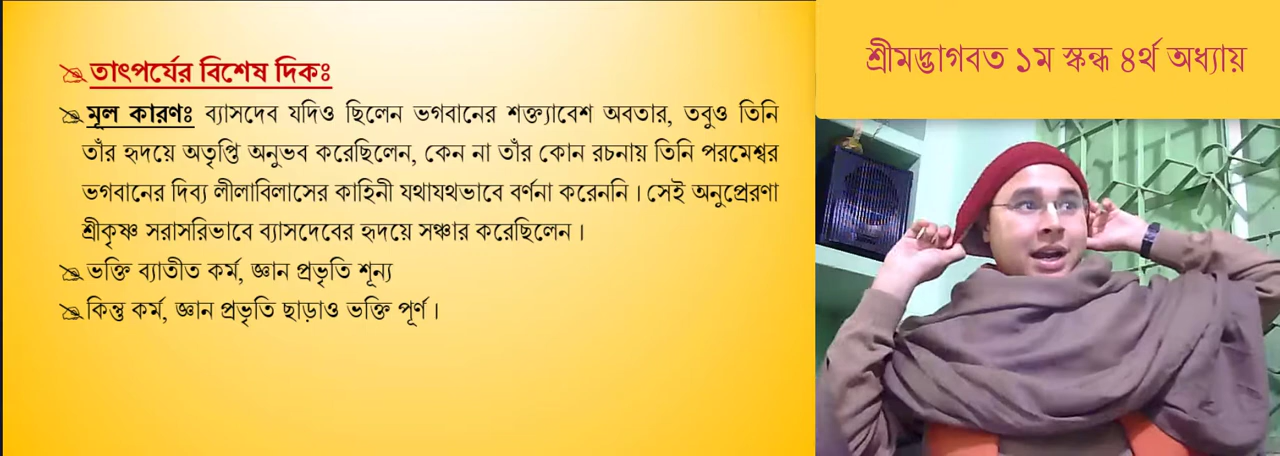 তাৎপর্যের বিশেষ দিকঃ
মূল কারণঃ ব্যাসদেব যদিও ছিলেন ভগবানের শক্ত্যাবেশ অবতার, তবুও তিনি
তাঁর হৃদয়ে অতৃপ্তি অনুভব করেছিলেন, কেন না তাঁর কোন রচনায় তিনি পরমেশ্বর
ভগবানের দিব্য লীলাবিলাসের কাহিনী যথাযথভাবে বর্ণনা করেননি। সেই অনুপ্রেরণা
শ্রীকৃষ্ণ সরাসরিভাবে ব্যাসদেবের হৃদয়ে সঞ্চার করেছিলেন।
ভক্তি ব্যাতীত কর্ম, জ্ঞান প্রভৃতি শূন্য
কিন্তু কর্ম, জ্ঞান প্রভৃতি ছাড়াও ভক্তি পূর্ণ।
শ্রীমদ্ভাগবত ১ম স্কন্ধ ৪র্থ অধ্যায়